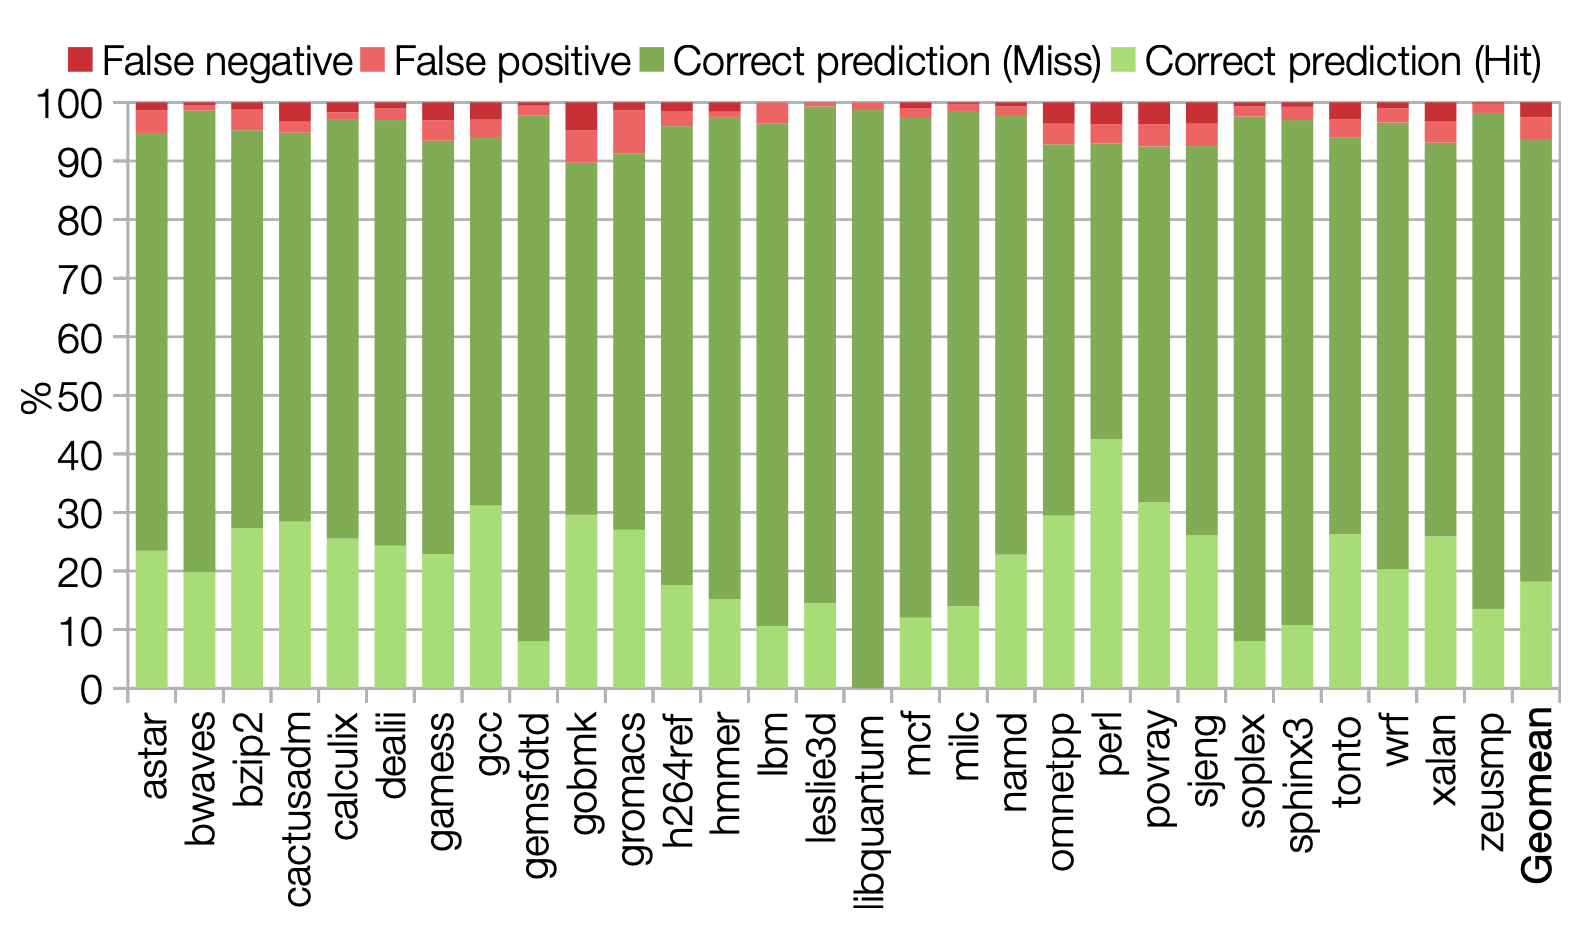 False negative False positive Correct prediction (Miss) Correct prediction (Hit)
100
90
80
70
60
50
40
30
20
10
0
%
astar
bwaves
bzip2
cactusadm
calculix
dealii
gamess
gcc
gemsfdtd
gobmk
gromacs
h264ref
hmmer
lbm
leslie3d
libquantum
mcf
milc
namd
omnetpp
perl
povray
sjeng
soplex
sphinx3
tonto
wrf
xalan
zeusmp
Geomean